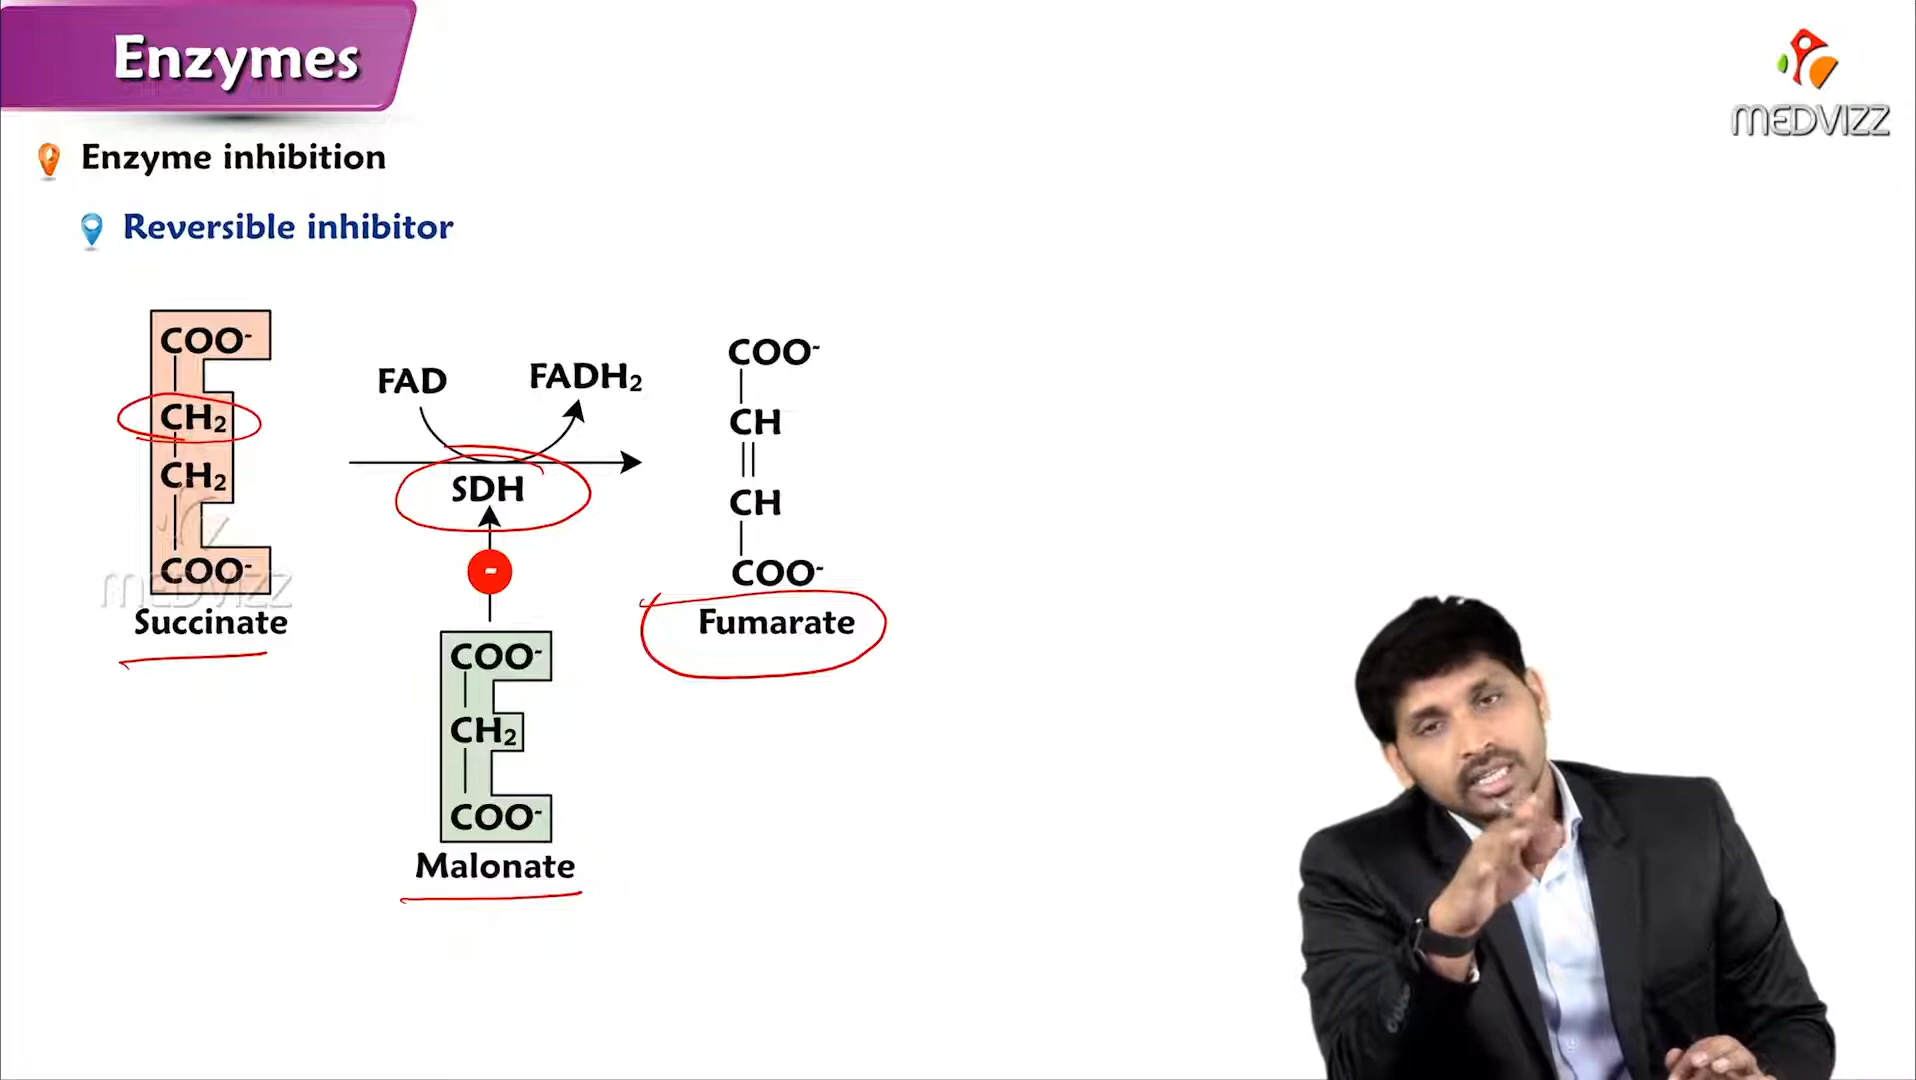 Enzymes
MEDVIZZ
Enzyme inhibition
Reversible inhibitor
COO-
CH2
CH2
COO-
Succinate
FAD
FADH2
SDH
-
COO-
CH
CH
COO-
Fumarate
COO-
CH2
COO-
Malonate
MEDVIZZ